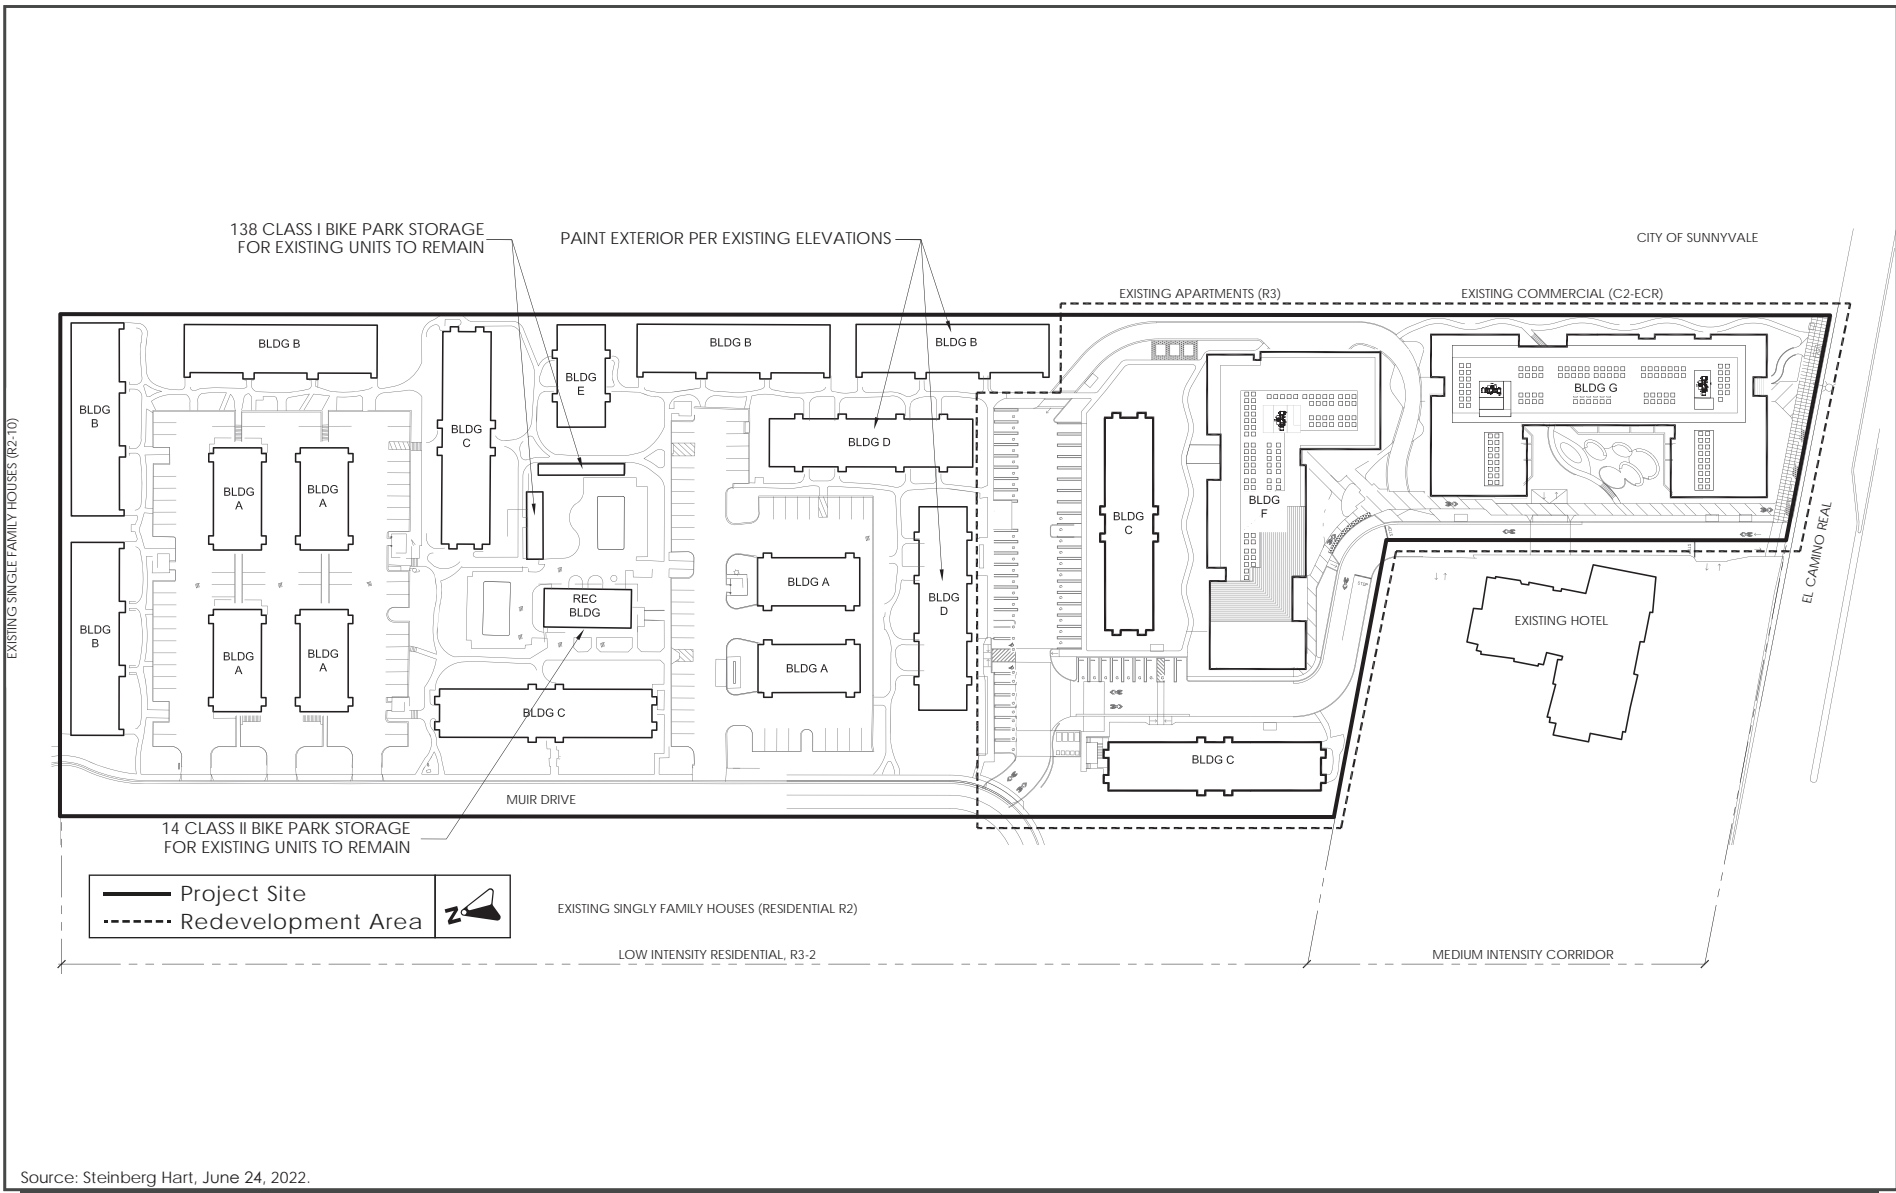 138 CLASS I BIKE PARK STORAGE
FOR EXISTING UNITS TO REMAIN
PAINT EXTERIOR PER EXISTING ELEVATIONS
CITY OF SUNNYVALE
EXISTING APARTMENTS (R3)
EXISTING COMMERCIAL (C2-ECR)
EXISTING SINGLE FAMILY HOUSES (R2-10)
BLDG
B
BLDG B
BLDG
C
BLDG
E
BLDG B
BLDG B
BLDG D
BLDG G
BLDG
A
BLDG
A
BLDG
C
BLDG
F
BLDG
B
BLDG
A
BLDG
A
REC
BLDG
BLDG A
BLDG
D
BLDG A
STOP
EXISTING HOTEL
EL CAMINO REAL
BLDG C
BLDG C
MUIR DRIVE
14 CLASS II BIKE PARK STORAGE
FOR EXISTING UNITS TO REMAIN
Project Site
Redevelopment Area
Z
EXISTING SINGLY FAMILY HOUSES (RESIDENTIAL R2)
LOW INTENSITY RESIDENTIAL, R3-2
MEDIUM INTENSITY CORRIDOR
Source: Steinberg Hart, June 24, 2022.